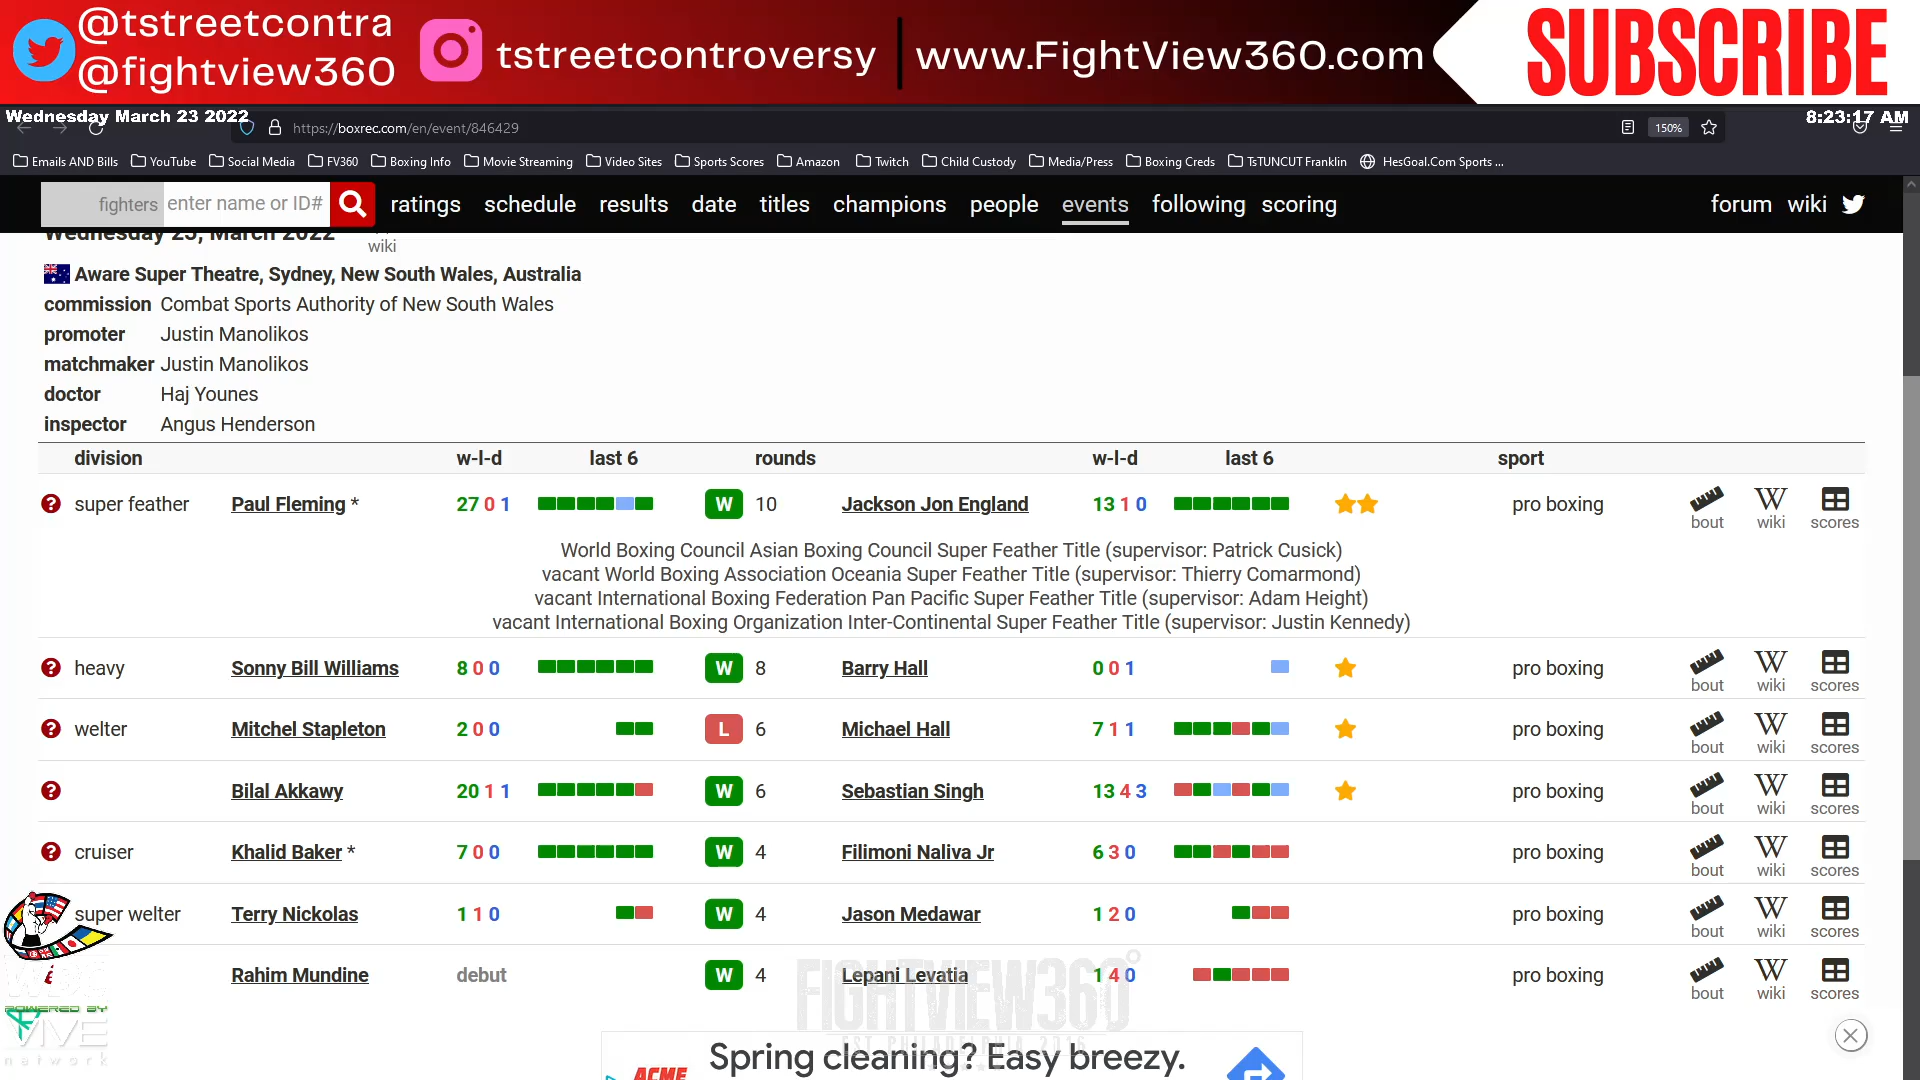 @tstreetcontra
@fightview360
tstreetcontroversy
www.FightView360.com
SUBSCRIBE
Wednesday March 23 2022
8:23:17 AM
https://boxrec.com/en/event/846429
150%
Emails AND Bills YouTube Social Media FV360 Boxing Info Movie Streaming Video Sites Sports Scores Amazon Twitch Child Custody Media/Press Boxing Creds TsTUNCUT Franklin HesGoal.Com Sports ...
fighters enter name or ID# ratings schedule results date titles champions people events following scoring forum wiki
Wednesday 23, March 2022
wiki
Aware Super Theatre, Sydney, New South Wales, Australia
commission Combat Sports Authority of New South Wales
promoter Justin Manolikos
matchmaker Justin Manolikos
doctor Haj Younes
inspector Angus Henderson
division w-l-d last 6 rounds w-l-d last 6 sport
? super feather Paul Fleming * 27 0 1 W 10 Jackson Jon England 13 1 0 pro boxing bout wiki scores
World Boxing Council Asian Boxing Council Super Feather Title (supervisor: Patrick Cusick)
vacant World Boxing Association Oceania Super Feather Title (supervisor: Thierry Comarmond)
vacant International Boxing Federation Pan Pacific Super Feather Title (supervisor: Adam Height)
vacant International Boxing Organization Inter-Continental Super Feather Title (supervisor: Justin Kennedy)
? heavy Sonny Bill Williams 8 0 0 W 8 Barry Hall 0 0 1 pro boxing bout wiki scores
? welter Mitchel Stapleton 2 0 0 L 6 Michael Hall 7 1 1 pro boxing bout wiki scores
? Bilal Akkawy 20 1 1 W 6 Sebastian Singh 13 4 3 pro boxing bout wiki scores
? cruiser Khalid Baker * 7 0 0 W 4 Filimoni Naliva Jr 6 3 0 pro boxing bout wiki scores
super welter Terry Nickolas 1 1 0 W 4 Jason Medawar 1 2 0 pro boxing bout wiki scores
Rahim Mundine debut W 4 Lepani Levatia 1 4 0 pro boxing bout wiki scores
FIGHTVIEW360
EST. PHILADELPHIA 2016
POWERED BY
VIVE
network
ACME
Spring cleaning? Easy breezy.